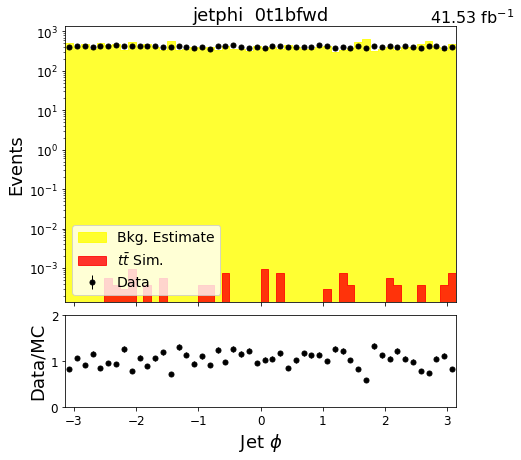 jetphi 0t1bfwd
41.53 fb⁻¹
Events
10³
10²
10¹
10⁰
10⁻¹
10⁻²
10⁻³
Bkg. Estimate
tt̄ Sim.
Data
Data/MC
2
1
0
−3 −2 −1 0 1 2 3
Jet ϕ